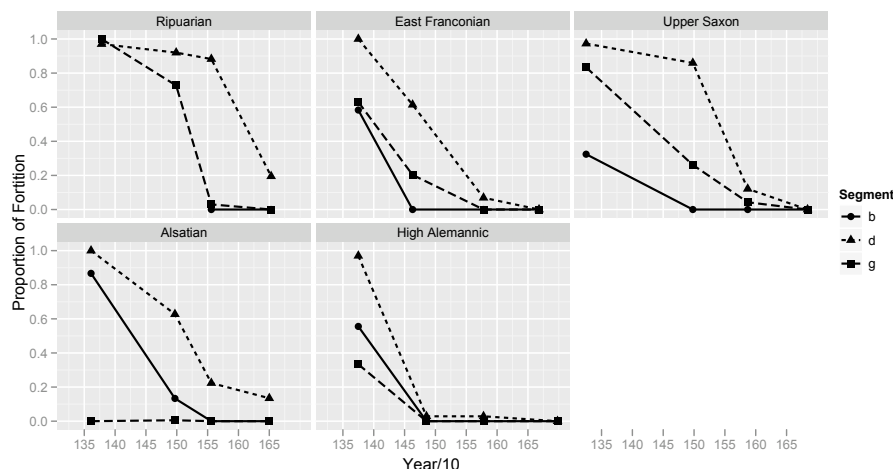 Ripuarian East Franconian Upper Saxon
1.0
0.8
0.6
0.4
0.2
0.0
Alsatian High Alemannic
1.0
0.8
0.6
0.4
0.2
0.0
Proportion of Fortition
135 140 145 150 155 160 165 135 140 145 150 155 160 165 135 140 145 150 155 160 165
Year/10
Segment
b
d
g